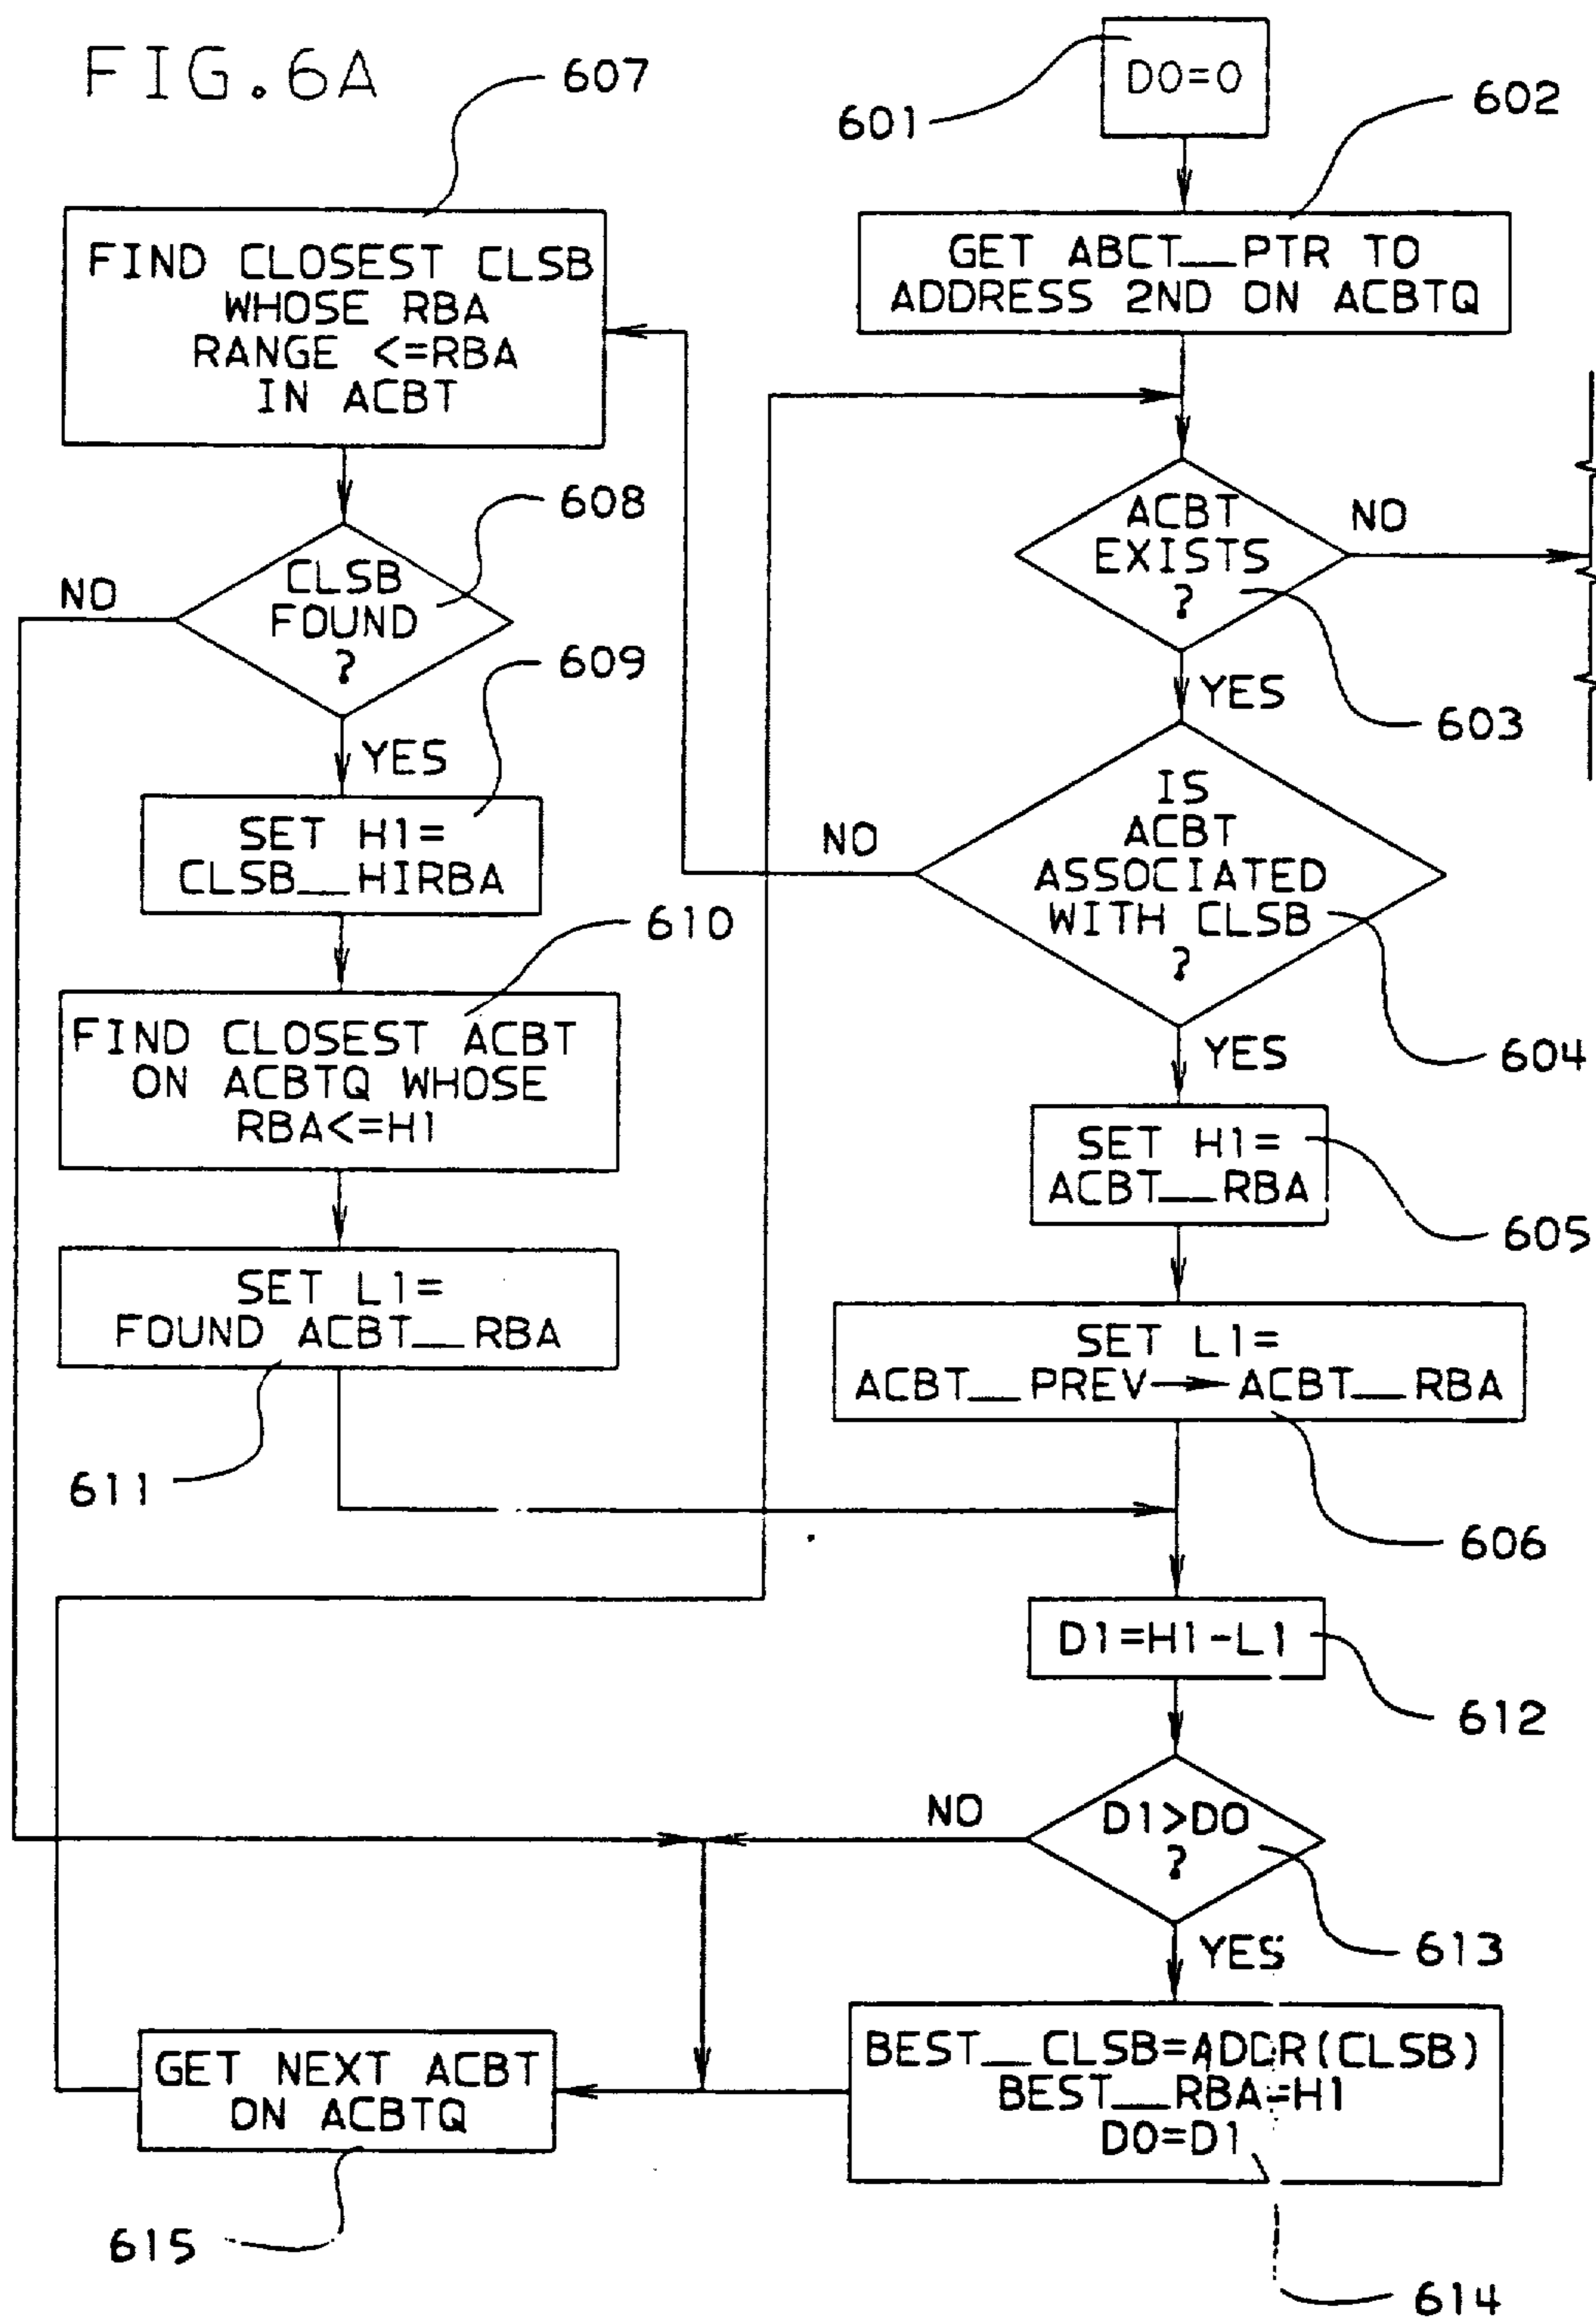 FIG.6A
607
601
D0=0
602
FIND CLOSEST CLSB
WHOSE RBA
RANGE <=RBA
IN ACBT
GET ABCT__PTR TO
ADDRESS 2ND ON ACBTQ
608
CLSB
FOUND
?
NO
ACBT
EXISTS
?
NO
603
YES
609
YES
SET H1=
CLSB__HIRBA
IS
ACBT
ASSOCIATED
WITH CLSB
?
NO
604
YES
610
FIND CLOSEST ACBT
ON ACBTQ WHOSE
RBA<=H1
SET H1=
ACBT__RBA
605
SET L1=
FOUND ACBT__RBA
611
SET L1=
ACBT__PREV→ ACBT__RBA
606
D1=H1-L1
612
D1>D0
?
NO
613
YES
GET NEXT ACBT
ON ACBTQ
615
BEST__CLSB=ADDR(CLSB)
BEST__RBA=H1
D0=D1
614